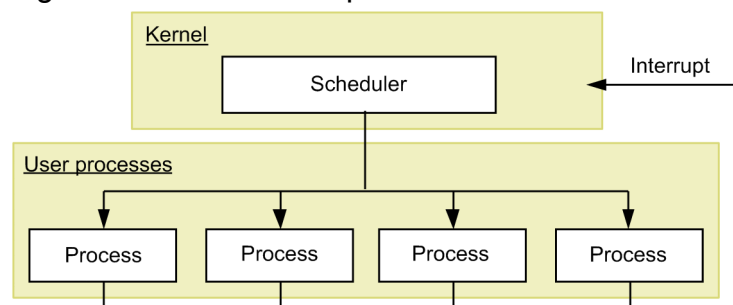 Kernel
Scheduler
Interrupt
User processes
Process Process Process Process